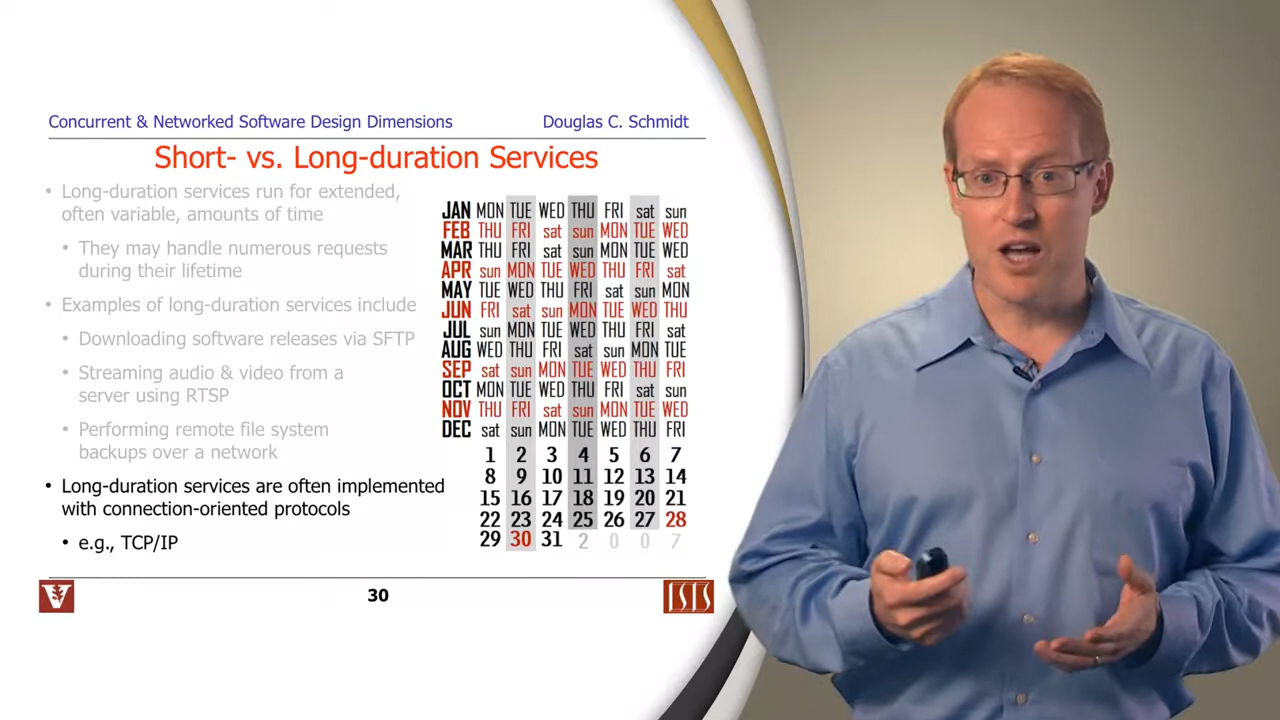 Concurrent & Networked Software Design Dimensions
Douglas C. Schmidt
Short- vs. Long-duration Services
• Long-duration services run for extended,
often variable, amounts of time
• They may handle numerous requests
during their lifetime
• Examples of long-duration services include
• Downloading software releases via SFTP
• Streaming audio & video from a
server using RTSP
• Performing remote file system
backups over a network
• Long-duration services are often implemented
with connection-oriented protocols
• e.g., TCP/IP
JAN MON TUE WED THU FRI sat sun
FEB THU FRI sat sun MON TUE WED
MAR THU FRI sat sun MON TUE WED
APR sun MON TUE WED THU FRI sat
MAY TUE WED THU FRI sat sun MON
JUN FRI sat sun MON TUE WED THU
JUL sun MON TUE WED THU FRI sat
AUG WED THU FRI sat sun MON TUE
SEP sat sun MON TUE WED THU FRI
OCT MON TUE WED THU FRI sat sun
NOV THU FRI sat sun MON TUE WED
DEC sat sun MON TUE WED THU FRI
1 2 3 4 5 6 7
8 9 10 11 12 13 14
15 16 17 18 19 20 21
22 23 24 25 26 27 28
29 30 31 2 0 0 7
V
30
ISIS